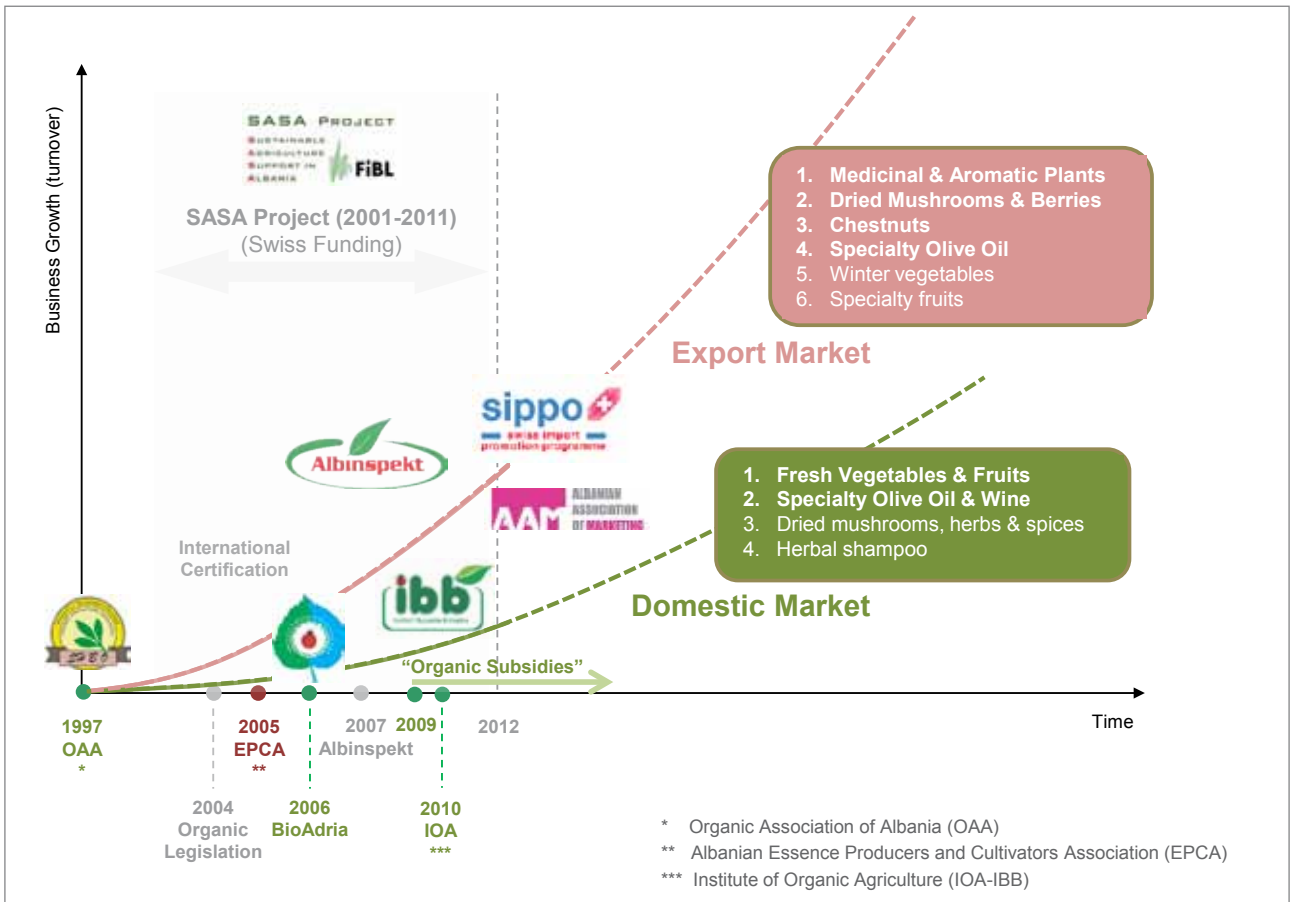 Business Growth (turnover)
SASA PROJECT
SUSTAINABLE
AGRICULTURE
SUPPORT IN
ALBANIA
FiBL
SASA Project (2001-2011)
(Swiss Funding)
1. Medicinal & Aromatic Plants
2. Dried Mushrooms & Berries
3. Chestnuts
4. Specialty Olive Oil
5. Winter vegetables
6. Specialty fruits
Export Market
sippo
swiss import
promotion programme
Albinspekt
AAM
ALBANIAN
ASSOCIATION
OF MARKETING
1. Fresh Vegetables & Fruits
2. Specialty Olive Oil & Wine
3. Dried mushrooms, herbs & spices
4. Herbal shampoo
Domestic Market
International
Certification
ibb
“Organic Subsidies”
Time
1997
OAA
*
2005
EPCA
**
2007
Albinspekt
2009
2012
2004
Organic
Legislation
2006
BioAdria
2010
IOA
***
* Organic Association of Albania (OAA)
** Albanian Essence Producers and Cultivators Association (EPCA)
*** Institute of Organic Agriculture (IOA-IBB)